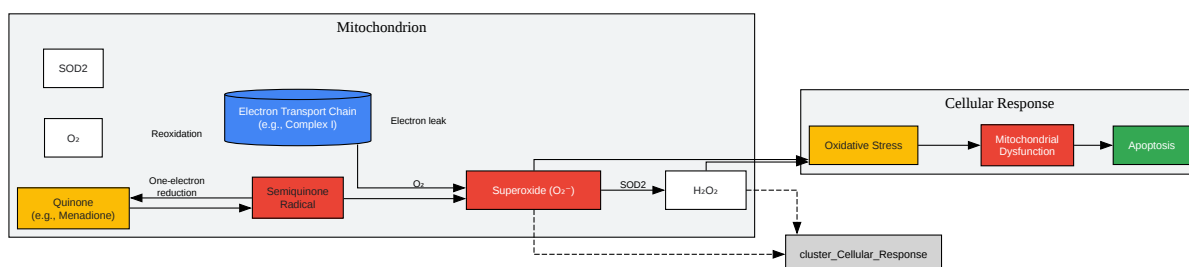 Mitochondrion
SOD2
Electron Transport Chain
(e.g., Complex I)
Electron leak
O₂
Reoxidation
One-electron
reduction
Quinone
(e.g., Menadione)
Semiquinone
Radical
O₂
Superoxide (O₂⁻)
SOD2
H₂O₂
Cellular Response
Oxidative Stress
Mitochondrial
Dysfunction
Apoptosis
cluster_Cellular_Response